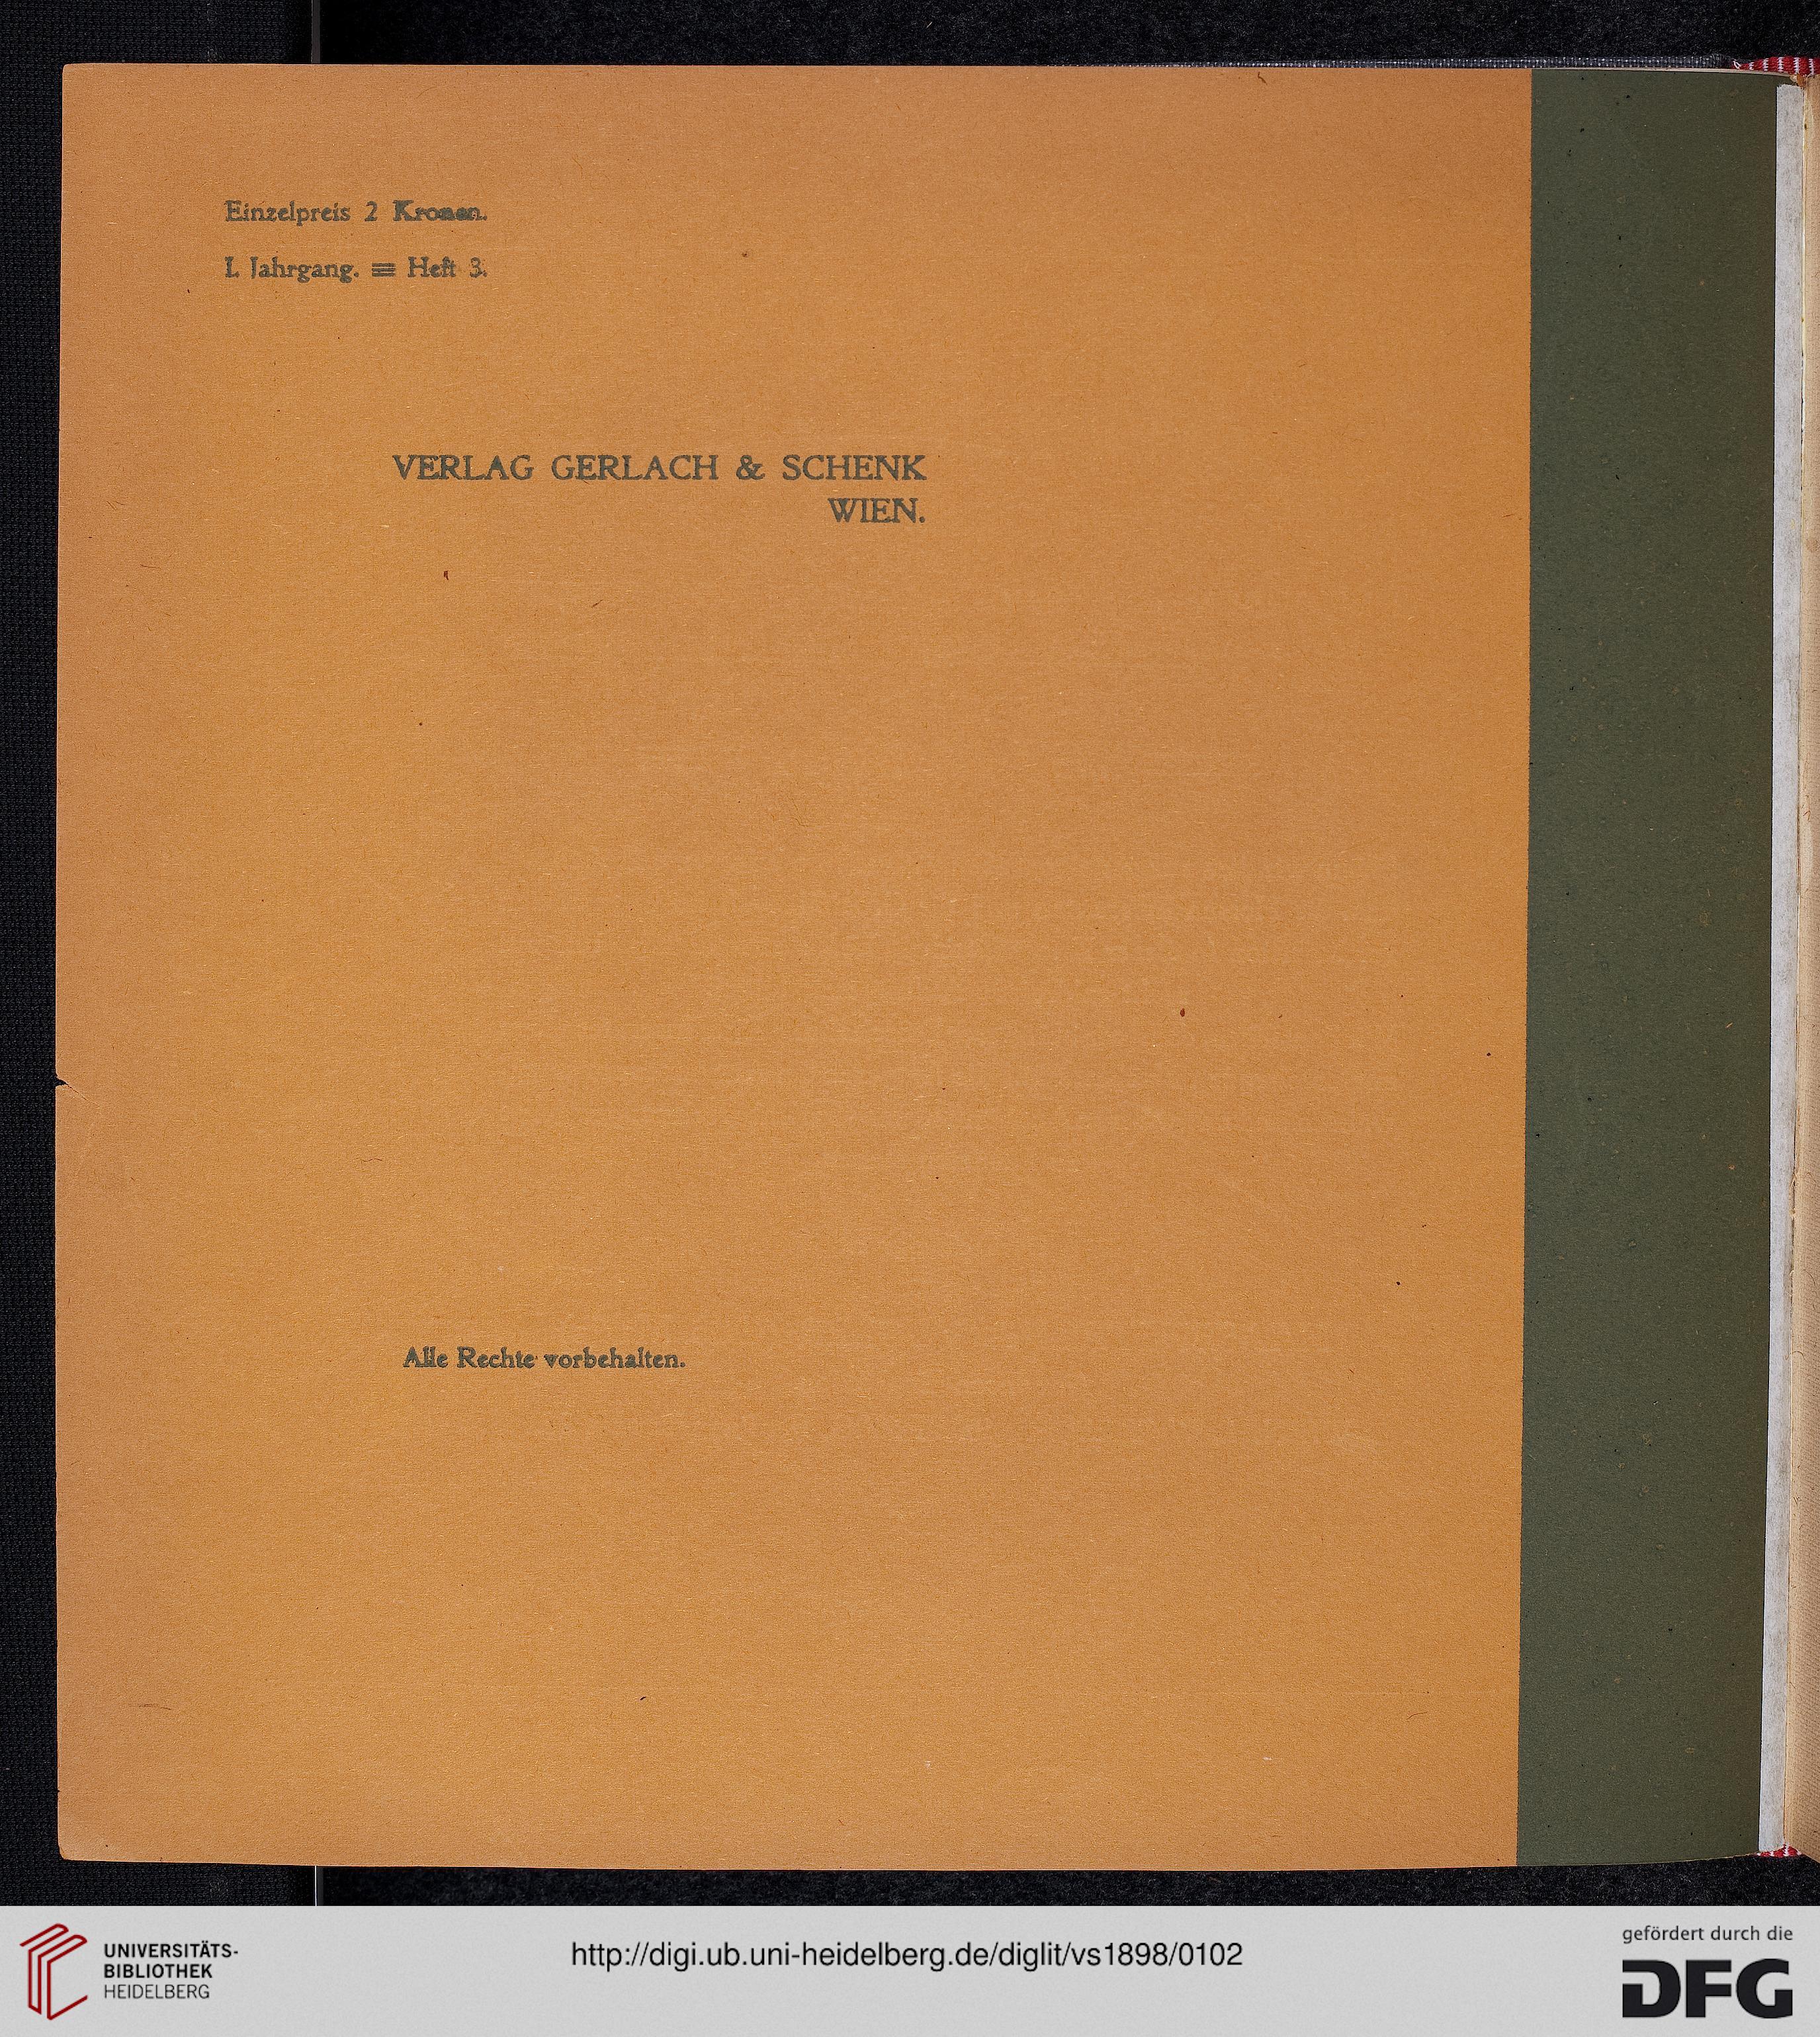 Einzelpreis 2 Kronen.
I. Jahrgang. ≡ Heft 3.
VERLAG GERLACH & SCHENK
WIEN.
Alle Rechte vorbehalten.
UNIVERSITÄTS-
BIBLIOTHEK
HEIDELBERG
http://digi.ub.uni-heidelberg.de/diglit/vs1898/0102
gefördert durch die
DFG